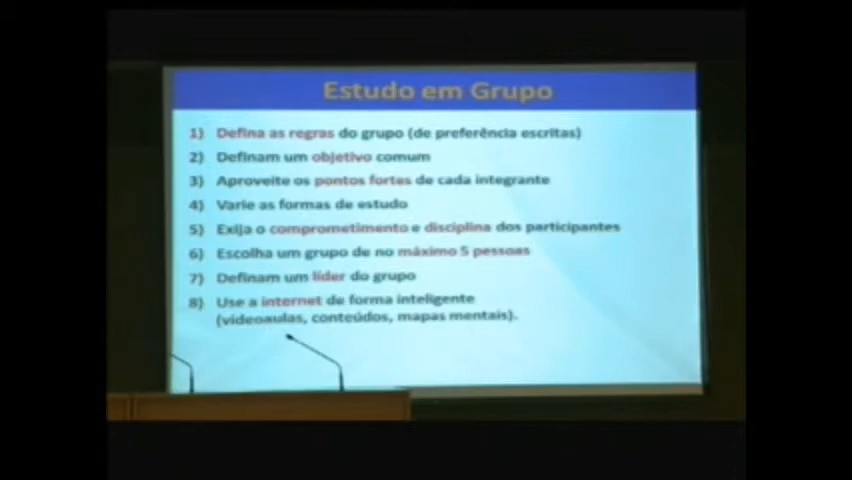 Estudo em Grupo
1) Defina as regras do grupo (de preferência escritas)
2) Definam um objetivo comum
3) Aproveite os pontos fortes de cada integrante
4) Varie as formas de estudo
5) Exija o comprometimento e disciplina dos participantes
6) Escolha um grupo de no máximo 5 pessoas
7) Definam um líder do grupo
8) Use a internet de forma inteligente
(videoaulas, conteúdos, mapas mentais).